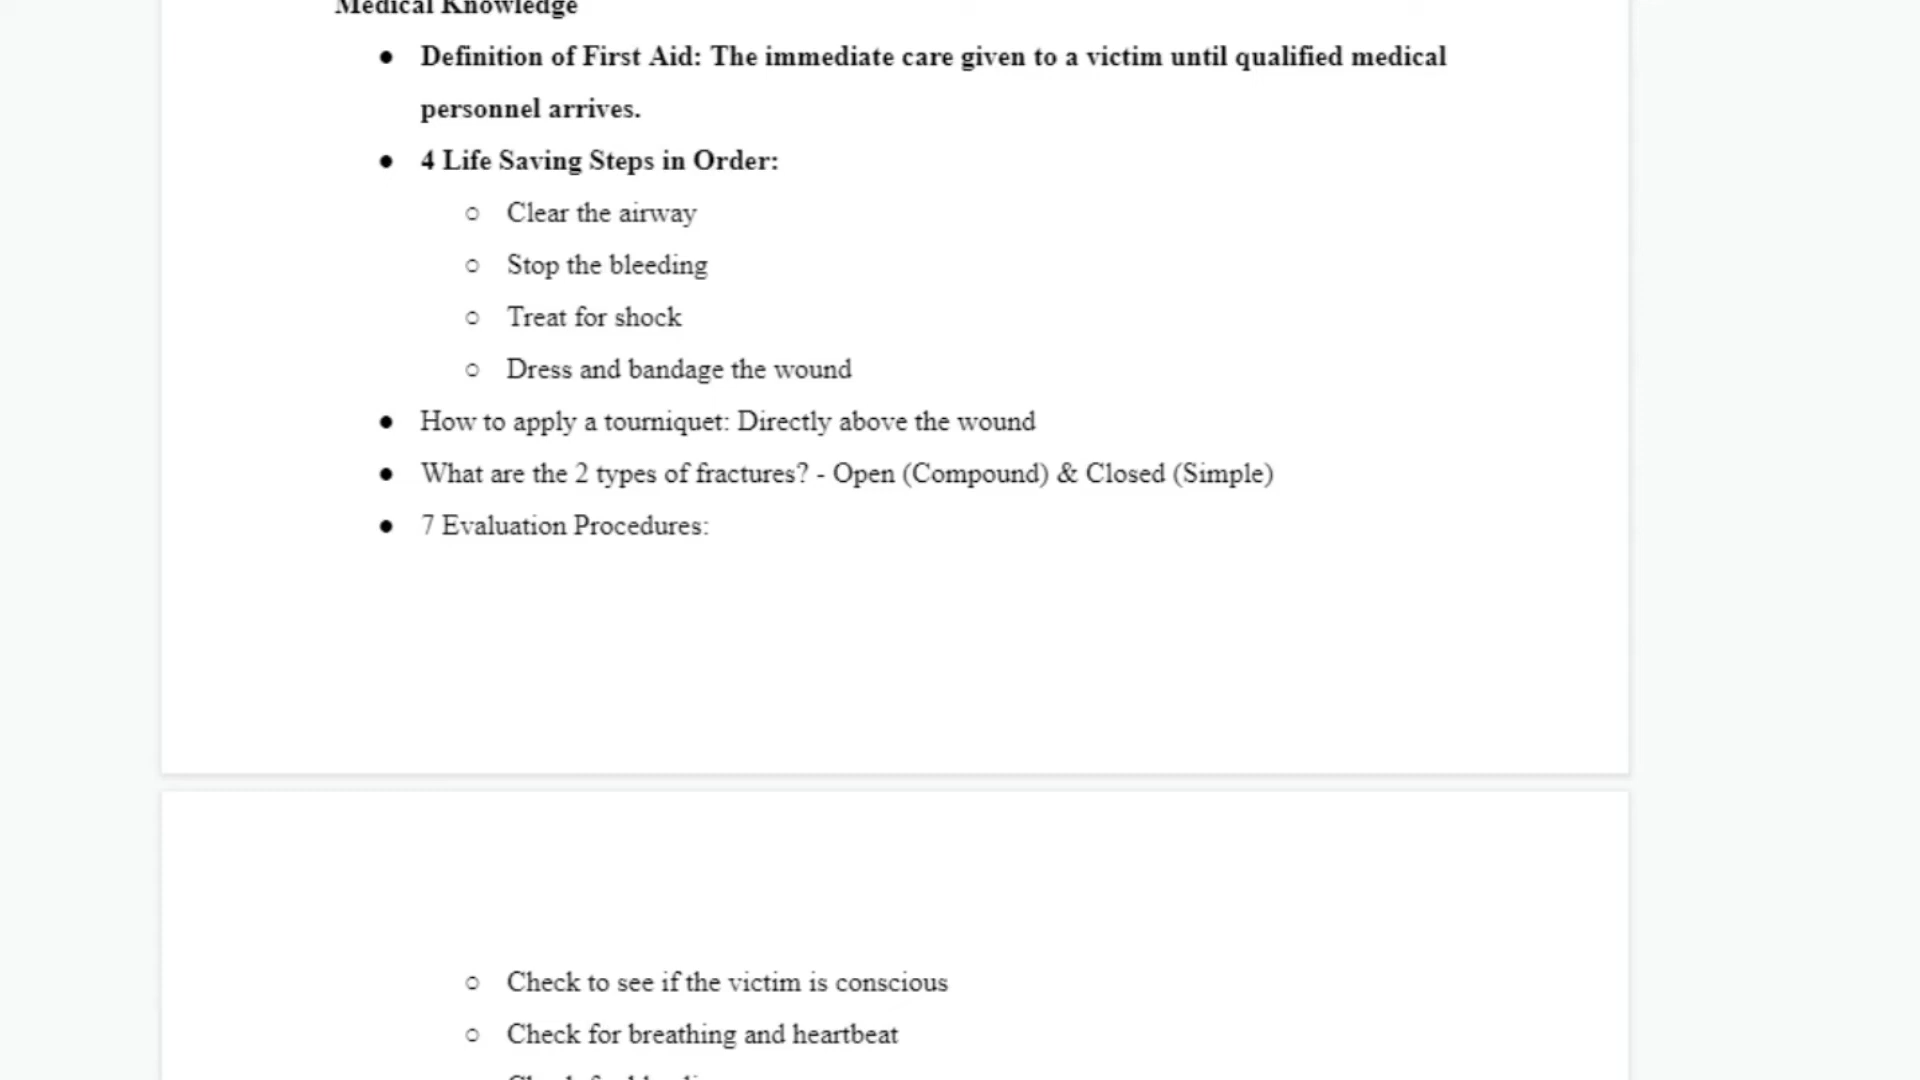 Medical Knowledge
● Definition of First Aid: The immediate care given to a victim until qualified medical
personnel arrives.
● 4 Life Saving Steps in Order:
○ Clear the airway
○ Stop the bleeding
○ Treat for shock
○ Dress and bandage the wound
● How to apply a tourniquet: Directly above the wound
● What are the 2 types of fractures? - Open (Compound) & Closed (Simple)
● 7 Evaluation Procedures:
○ Check to see if the victim is conscious
○ Check for breathing and heartbeat